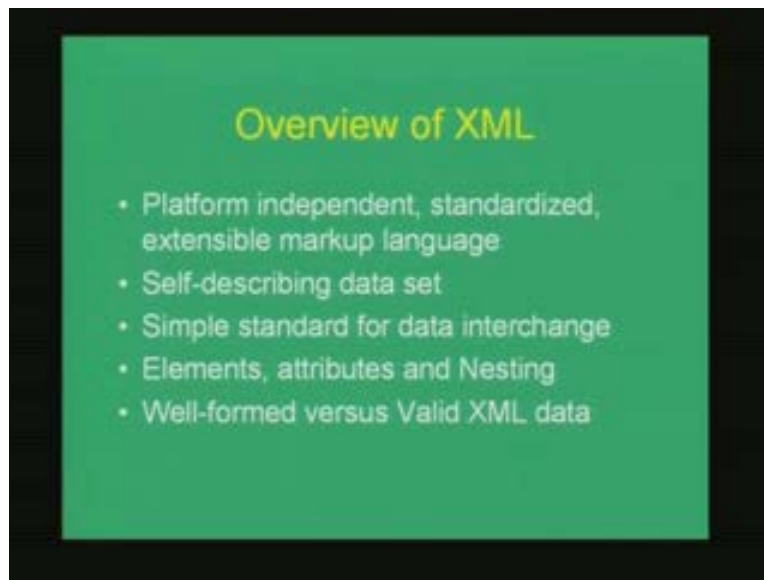 Overview of XML
• Platform independent, standardized,
extensible markup language
• Self-describing data set
• Simple standard for data interchange
• Elements, attributes and Nesting
• Well-formed versus Valid XML data